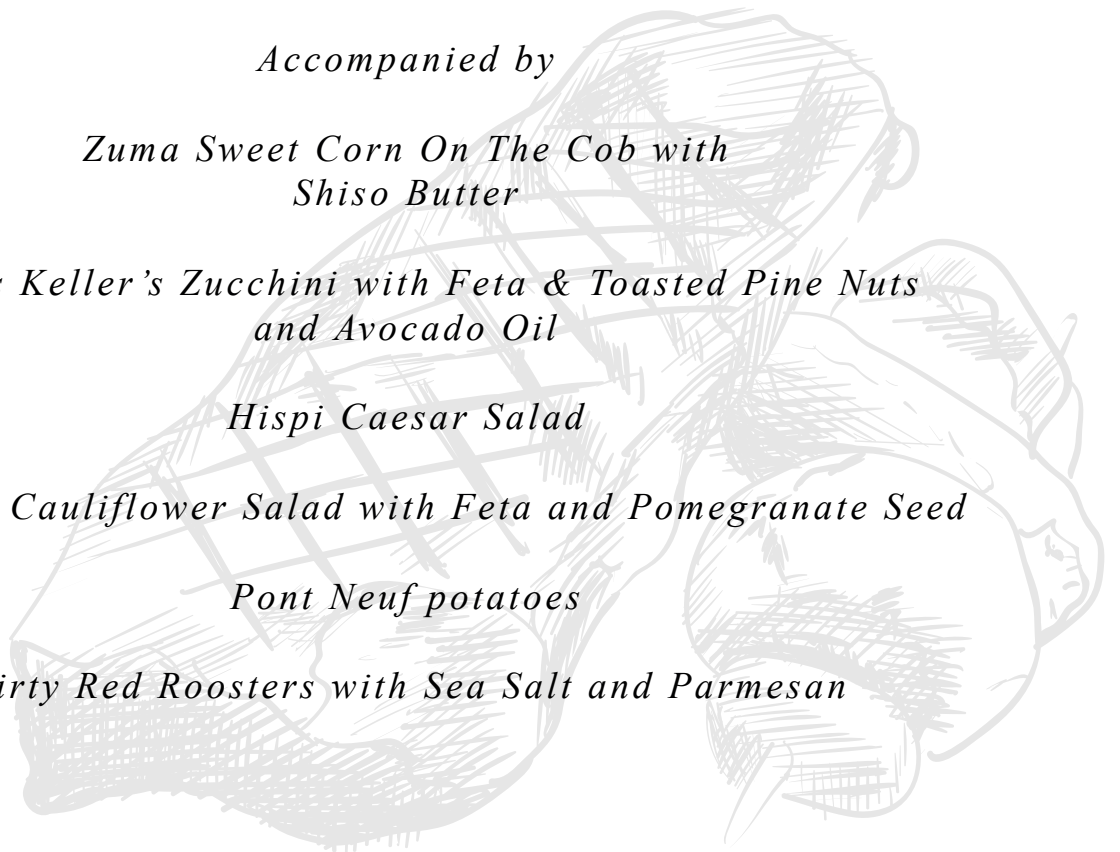 Accompanied by
Zuma Sweet Corn On The Cob with
Shiso Butter
Keller’s Zucchini with Feta & Toasted Pine Nuts
and Avocado Oil
Hispi Caesar Salad
Cauliflower Salad with Feta and Pomegranate Seed
Pont Neuf potatoes
Red Roosters with Sea Salt and Parmesan